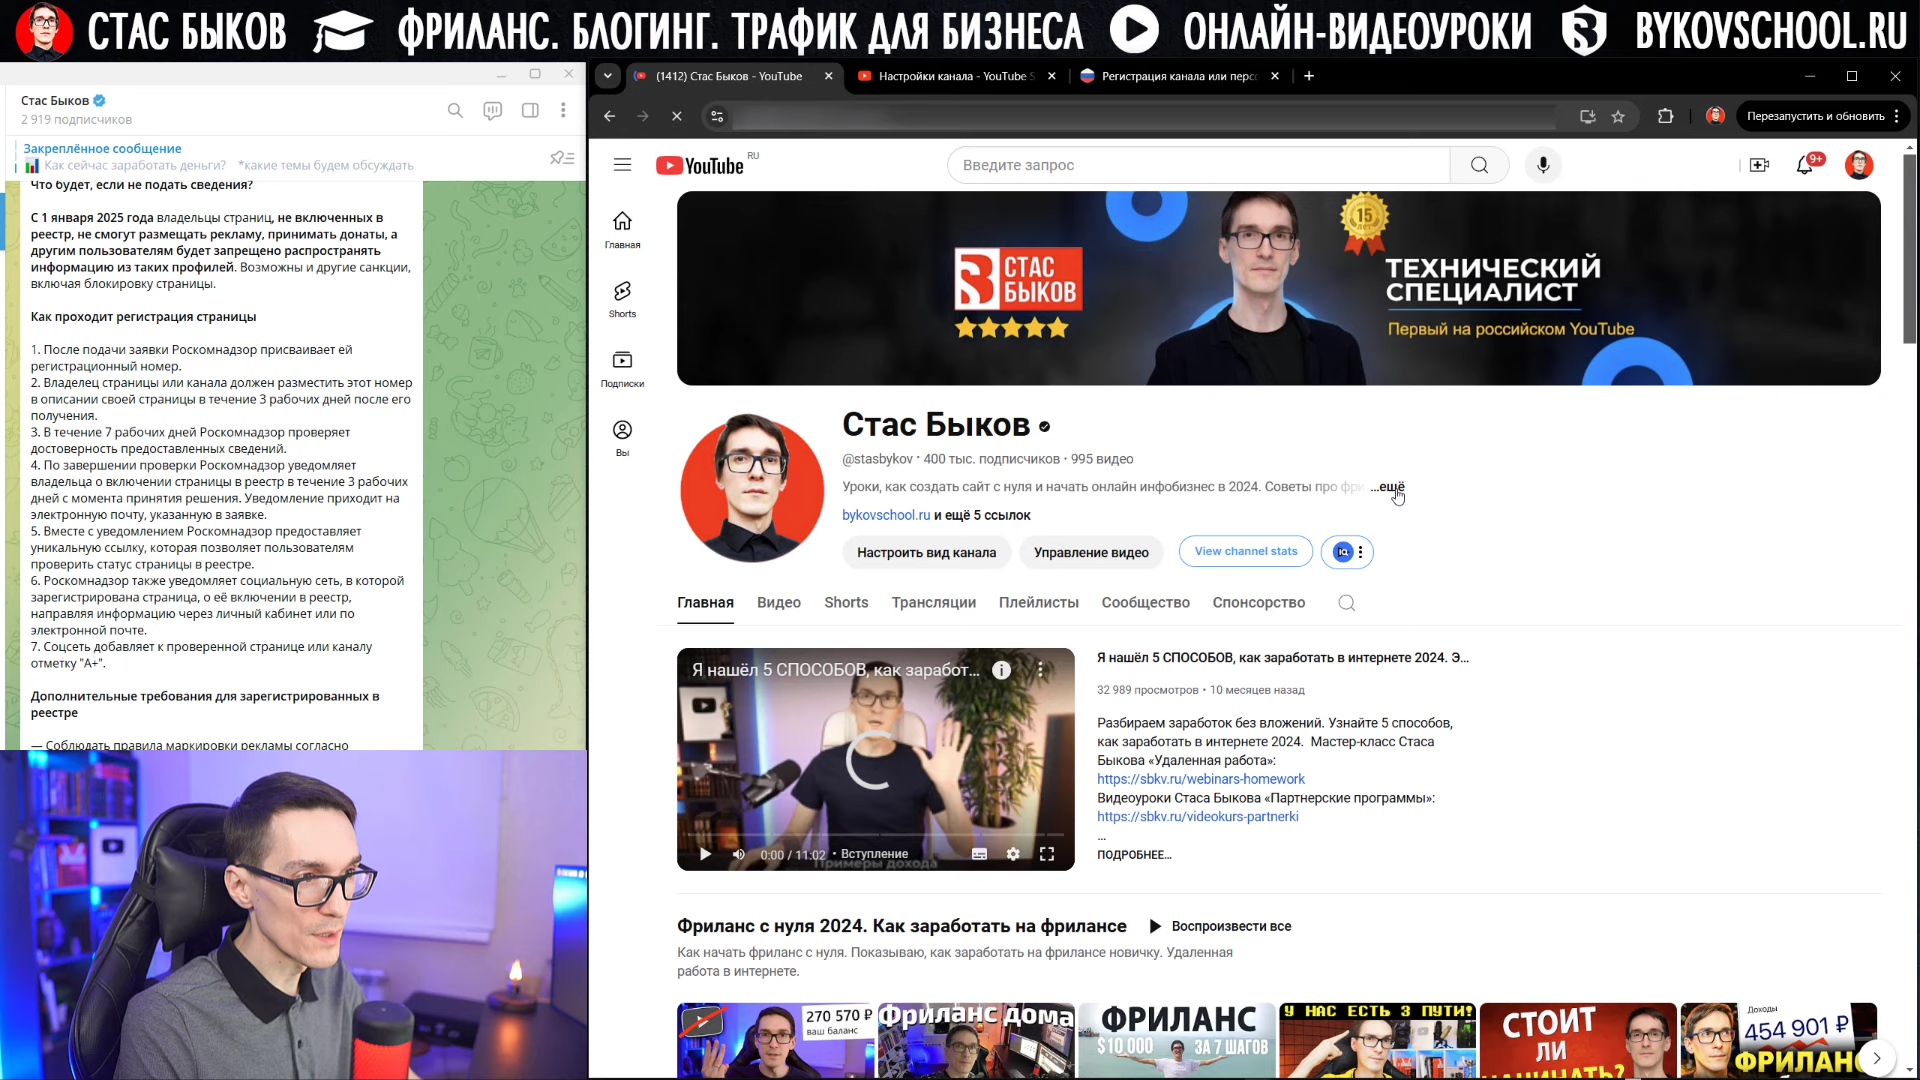 СТАС БЫКОВ
ФРИЛАНС. БЛОГИНГ. ТРАФИК ДЛЯ БИЗНЕСА
ОНЛАЙН-ВИДЕОУРОКИ
BYKOVSCHOOL.RU
Стас Быков
2 919 подписчиков
Закреплённое сообщение
Как сейчас заработать деньги? *какие темы будем обсуждать
Что будет, если не подать сведения?
С 1 января 2025 года владельцы страниц, не включенных в
реестр, не смогут размещать рекламу, принимать донаты, а
другим пользователям будет запрещено распространять
информацию из таких профилей. Возможны и другие санкции,
включая блокировку страницы.
Как проходит регистрация страницы
1. После подачи заявки Роскомнадзор присваивает ей
регистрационный номер.
2. Владелец страницы или канала должен разместить этот номер
в описании своей страницы в течение 3 рабочих дней после его
получения.
3. В течение 7 рабочих дней Роскомнадзор проверяет
достоверность предоставленных сведений.
4. По завершении проверки Роскомнадзор уведомляет
владельца о включении страницы в реестр в течение 3 рабочих
дней с момента принятия решения. Уведомление приходит на
электронную почту, указанную в заявке.
5. Вместе с уведомлением Роскомнадзор предоставляет
уникальную ссылку, которая позволяет пользователям
проверить статус страницы в реестре.
6. Роскомнадзор также уведомляет социальную сеть, в которой
зарегистрирована страница, о её включении в реестр,
направляя информацию через личный кабинет или по
электронной почте.
7. Соцсеть добавляет к проверенной странице или каналу
отметку "А+".
Дополнительные требования для зарегистрированных в
реестре
— Соблюдать правила маркировки рекламы согласно
(1412) Стас Быков - YouTube
Настройки канала - YouTube S
Регистрация канала или перс
Перезапустить и обновить
YouTube RU
Введите запрос
9+
Главная
Shorts
Подписки
Вы
СТАС
БЫКОВ
15
ЛЕТ
ТЕХНИЧЕСКИЙ
СПЕЦИАЛИСТ
Первый на российском YouTube
Стас Быков
@stasbykov • 400 тыс. подписчиков • 995 видео
Уроки, как создать сайт с нуля и начать онлайн инфобизнес в 2024. Советы про фри ...ещё
bykovschool.ru и ещё 5 ссылок
Настроить вид канала
Управление видео
View channel stats
Главная
Видео
Shorts
Трансляции
Плейлисты
Сообщество
Спонсорство
Я нашёл 5 СПОСОБОВ, как заработ...
0:00 / 11:02 • Вступление
Примеры дохода
Я нашёл 5 СПОСОБОВ, как заработать в интернете 2024. Э...
32 989 просмотров • 10 месяцев назад
Разбираем заработок без вложений. Узнайте 5 способов,
как заработать в интернете 2024. Мастер-класс Стаса
Быкова «Удаленная работа»:
https://sbkv.ru/webinars-homework
Видеоуроки Стаса Быкова «Партнерские программы»:
https://sbkv.ru/videokurs-partnerki
...
ПОДРОБНЕЕ...
Фриланс с нуля 2024. Как заработать на фрилансе
Воспроизвести все
Как начать фриланс с нуля. Показываю, как заработать на фрилансе новичку. Удаленная
работа в интернете.
270 570 ₽
ваш баланс
Фриланс дома
ФРИЛАНС
$10 000 ЗА 7 ШАГОВ
У НАС ЕСТЬ 3 ПУТИ!
СТОИТ
ЛИ
НАЧИНАТЬ?
Доходы
454 901 ₽
ФРИЛАНС